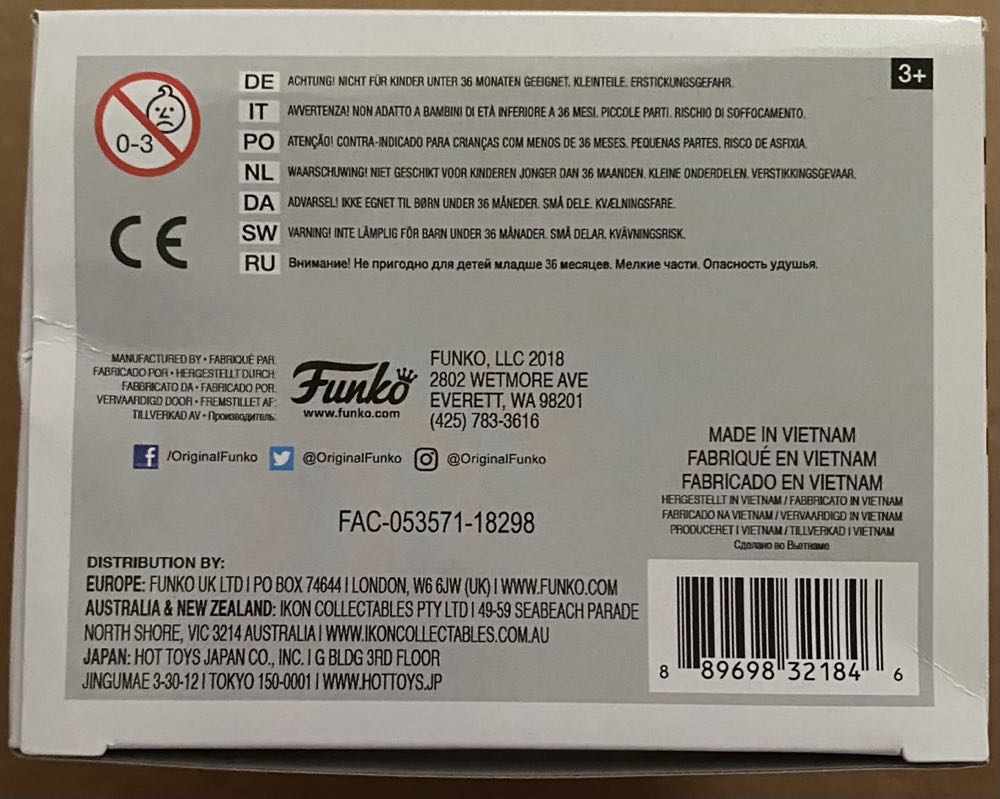 3+
0-3
DE ACHTUNG! NICHT FÜR KINDER UNTER 36 MONATEN GEEIGNET. KLEINTEILE. ERSTICKUNGSGEFAHR.
IT AVVERTENZA! NON ADATTO A BAMBINI DI ETÀ INFERIORE A 36 MESI. PICCOLE PARTI. RISCHIO DI SOFFOCAMENTO.
PO ATENÇÃO! CONTRA-INDICADO PARA CRIANÇAS COM MENOS DE 36 MESES. PEQUENAS PARTES. RISCO DE ASFIXIA.
NL WAARSCHUWING! NIET GESCHIKT VOOR KINDEREN JONGER DAN 36 MAANDEN. KLEINE ONDERDELEN. VERSTIKKINGSGEVAAR.
DA ADVARSEL! IKKE EGNET TIL BØRN UNDER 36 MÅNEDER. SMÅ DELE. KVÆLNINGSFARE.
SW VARNING! INTE LÄMPLIG FÖR BARN UNDER 36 MÅNADER. SMÅ DELAR. KVÄVNINGSRISK.
RU Внимание! Не пригодно для детей младше 36 месяцев. Мелкие части. Опасность удушья.
CE
MANUFACTURED BY • FABRIQUÉ PAR:
FABRICADO POR • HERGESTELLT DURCH:
FABBRICATO DA • FABRICADO POR:
VERVAARDIGD DOOR • FREMSTILLET AF:
TILLVERKAD AV • Производитель:
Funko
www.funko.com
FUNKO, LLC 2018
2802 WETMORE AVE
EVERETT, WA 98201
(425) 783-3616
/OriginalFunko @OriginalFunko @OriginalFunko
FAC-053571-18298
MADE IN VIETNAM
FABRIQUÉ EN VIETNAM
FABRICADO EN VIETNAM
HERGESTELLT IN VIETNAM / FABBRICATO IN VIETNAM
FABRICADO NA VIETNAM / VERVAARDIGD IN VIETNAM
PRODUCERET I VIETNAM / TILLVERKAD I VIETNAM
Сделано во Вьетнаме
DISTRIBUTION BY:
EUROPE: FUNKO UK LTD | PO BOX 74644 | LONDON, W6 6JW (UK) | WWW.FUNKO.COM
AUSTRALIA & NEW ZEALAND: IKON COLLECTABLES PTY LTD | 49-59 SEABEACH PARADE
NORTH SHORE, VIC 3214 AUSTRALIA | WWW.IKONCOLLECTABLES.COM.AU
JAPAN: HOT TOYS JAPAN CO., INC. | G BLDG 3RD FLOOR
JINGUMAE 3-30-12 | TOKYO 150-0001 | WWW.HOTTOYS.JP
8 89698 32184 6